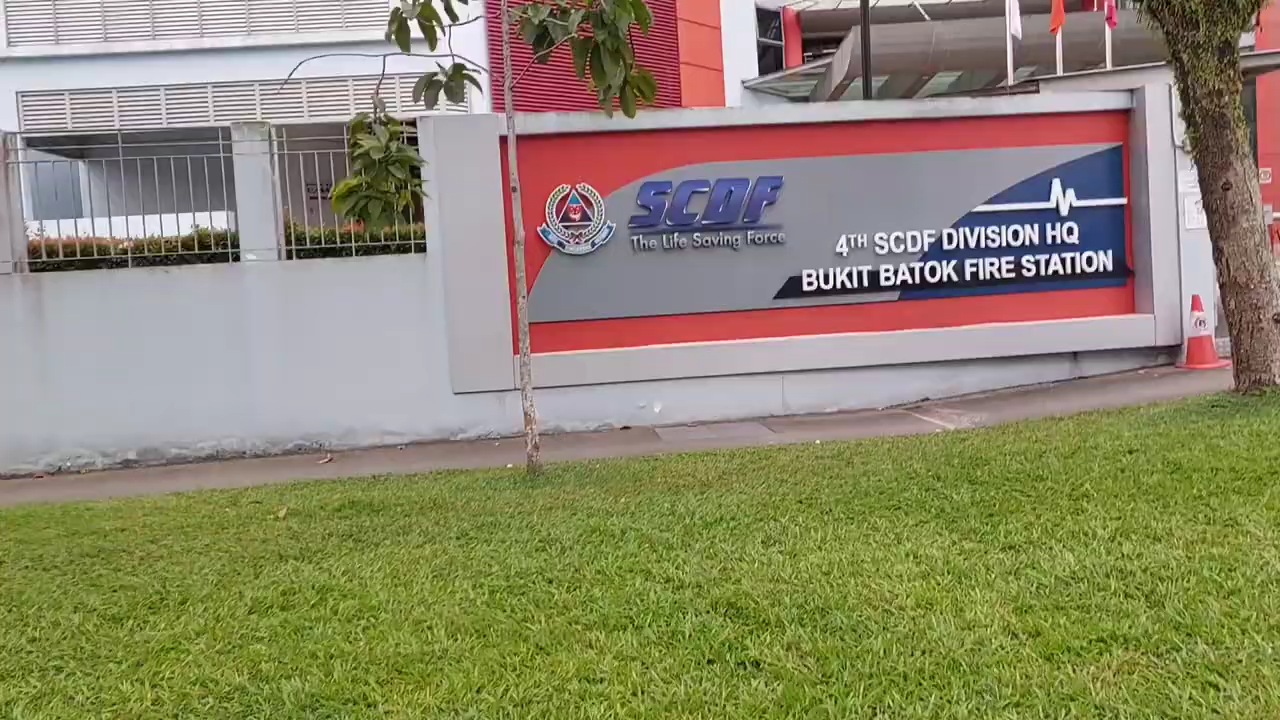 SCDF
The Life Saving Force
4TH SCDF DIVISION HQ
BUKIT BATOK FIRE STATION